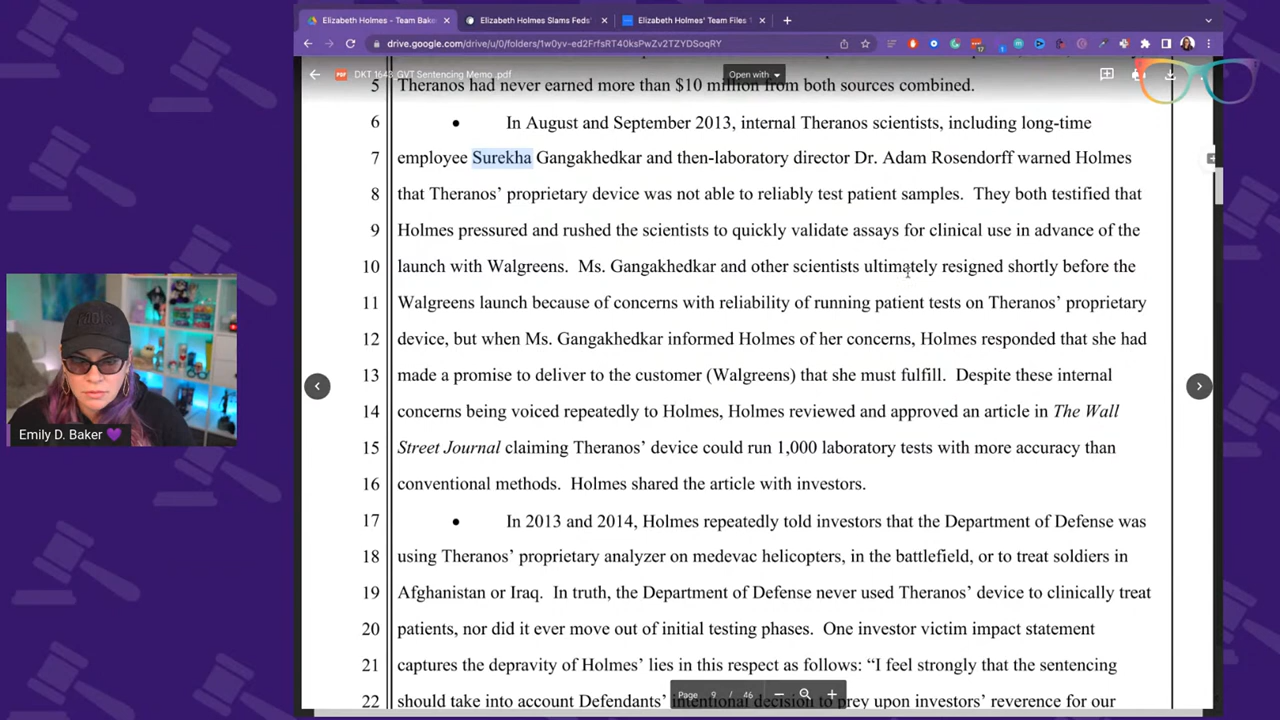 Elizabeth Holmes - Team Bake
Elizabeth Holmes Slams Feds'
Elizabeth Holmes' Team Files
drive.google.com/drive/u/0/folders/1w0yv-ed2FrfsRT40ksPwZv2TZYDSoqRY
PDF DKT 1643_GVT Sentencing Memo_.pdf
Open with
5 Theranos had never earned more than $10 million from both sources combined.
6 • In August and September 2013, internal Theranos scientists, including long-time
7 employee Surekha Gangakhedkar and then-laboratory director Dr. Adam Rosendorff warned Holmes
8 that Theranos' proprietary device was not able to reliably test patient samples. They both testified that
9 Holmes pressured and rushed the scientists to quickly validate assays for clinical use in advance of the
10 launch with Walgreens. Ms. Gangakhedkar and other scientists ultimately resigned shortly before the
11 Walgreens launch because of concerns with reliability of running patient tests on Theranos' proprietary
12 device, but when Ms. Gangakhedkar informed Holmes of her concerns, Holmes responded that she had
13 made a promise to deliver to the customer (Walgreens) that she must fulfill. Despite these internal
14 concerns being voiced repeatedly to Holmes, Holmes reviewed and approved an article in The Wall
15 Street Journal claiming Theranos' device could run 1,000 laboratory tests with more accuracy than
16 conventional methods. Holmes shared the article with investors.
17 • In 2013 and 2014, Holmes repeatedly told investors that the Department of Defense was
18 using Theranos' proprietary analyzer on medevac helicopters, in the battlefield, or to treat soldiers in
19 Afghanistan or Iraq. In truth, the Department of Defense never used Theranos' device to clinically treat
20 patients, nor did it ever move out of initial testing phases. One investor victim impact statement
21 captures the depravity of Holmes' lies in this respect as follows: "I feel strongly that the sentencing
22 should take into account Defendants' intentional decision to prey upon investors' reverence for our
Page 9 / 46
Emily D. Baker 💜